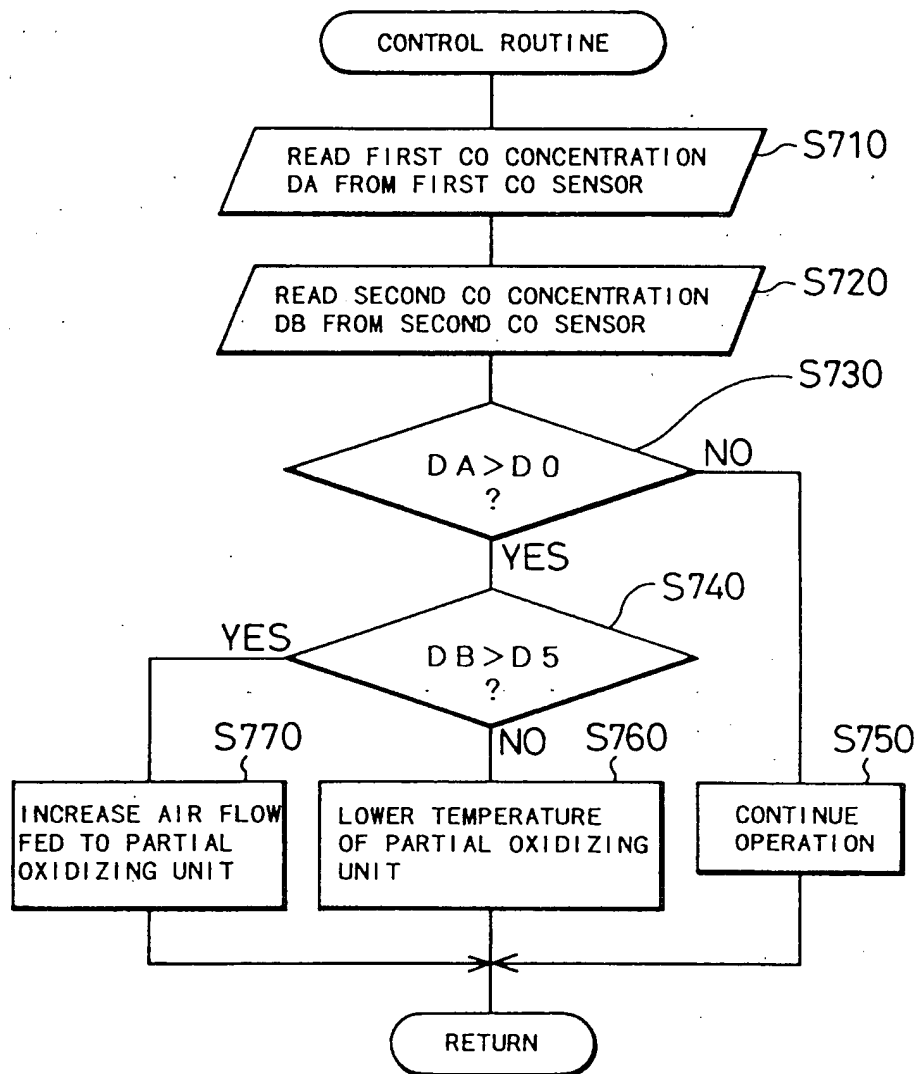 CONTROL ROUTINE
READ FIRST CO CONCENTRATION
DA FROM FIRST CO SENSOR
S710
READ SECOND CO CONCENTRATION
DB FROM SECOND CO SENSOR
S720
S730
DA>D0
?
NO
YES
S740
YES
DB>D5
?
NO
S770
S760
S750
INCREASE AIR FLOW
FED TO PARTIAL
OXIDIZING UNIT
LOWER TEMPERATURE
OF PARTIAL OXIDIZING
UNIT
CONTINUE
OPERATION
RETURN